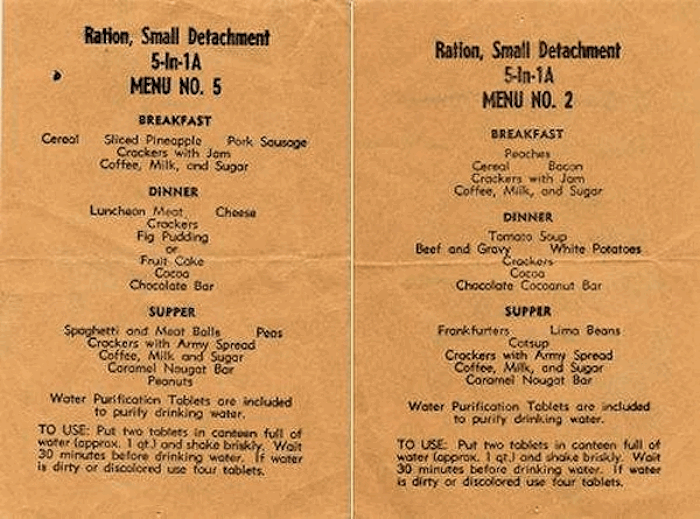 Ration, Small Detachment
5-In-1A
MENU NO. 5
BREAKFAST
Cereal Sliced Pineapple Pork Sausage
Crackers with Jam
Coffee, Milk, and Sugar
DINNER
Luncheon Meat Cheese
Crackers
Fig Pudding
or
Fruit Cake
Cocoa
Chocolate Bar
SUPPER
Spaghetti and Meat Balls Peas
Crackers with Army Spread
Coffee, Milk and Sugar
Caramel Nougat Bar
Peanuts
Water Purification Tablets are included
to purify drinking water.
TO USE: Put two tablets in canteen full of
water (approx. 1 qt.) and shake briskly. Wait
30 minutes before drinking water. If water
is dirty or discolored use four tablets.
Ration, Small Detachment
5-In-1A
MENU NO. 2
BREAKFAST
Peaches
Cereal Bacon
Crackers with Jam
Coffee, Milk, and Sugar
DINNER
Tomato Soup
Beef and Gravy White Potatoes
Crackers
Cocoa
Chocolate Cocoanut Bar
SUPPER
Frankfurters Lima Beans
Catsup
Crackers with Army Spread
Coffee, Milk, and Sugar
Caramel Nougat Bar
Water Purification Tablets are included
to purify drinking water.
TO USE: Put two tablets in canteen full of
water (approx. 1 qt.) and shake briskly. Wait
30 minutes before drinking water. If water
is dirty or discolored use four tablets.